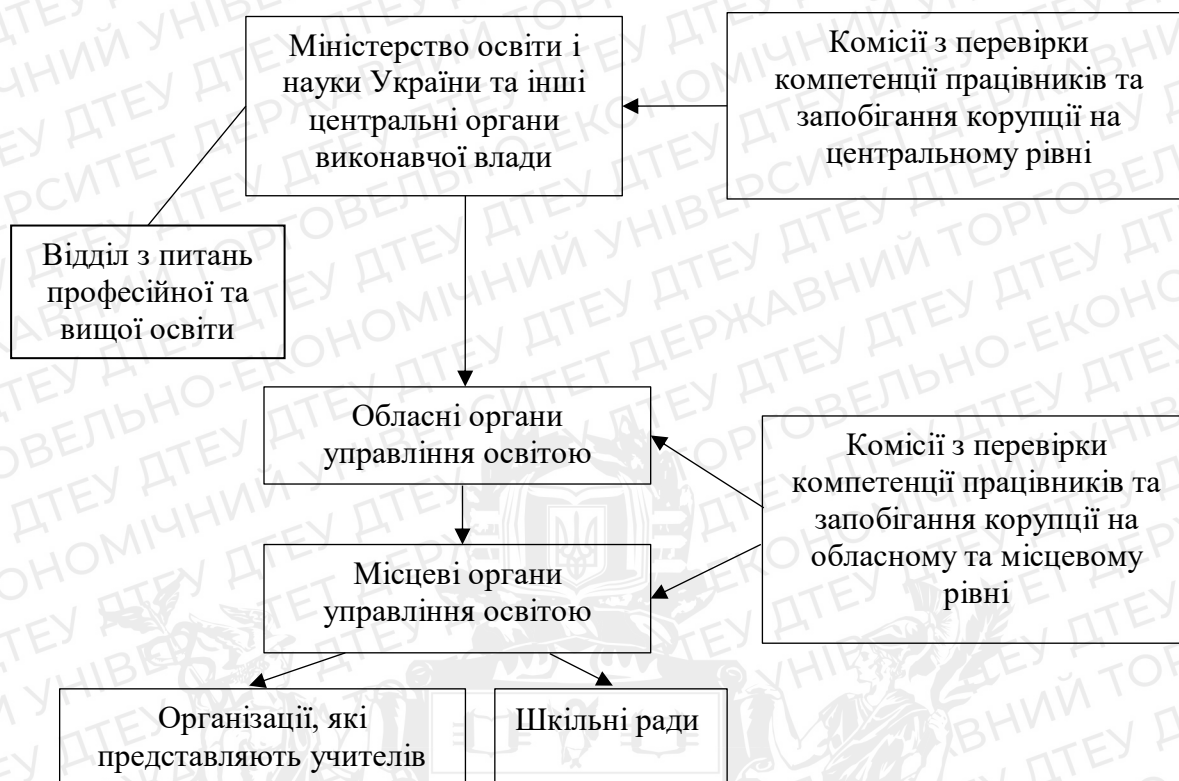 Міністерство освіти і
науки України та інші
центральні органи
виконавчої влади
Комісії з перевірки
компетенції працівників та
запобігання корупції на
центральному рівні
Відділ з питань
професійної та
вищої освіти
Обласні органи
управління освітою
Комісії з перевірки
компетенції працівників та
запобігання корупції на
обласному та місцевому
рівні
Місцеві органи
управління освітою
Організації, які
представляють учителів
Шкільні ради